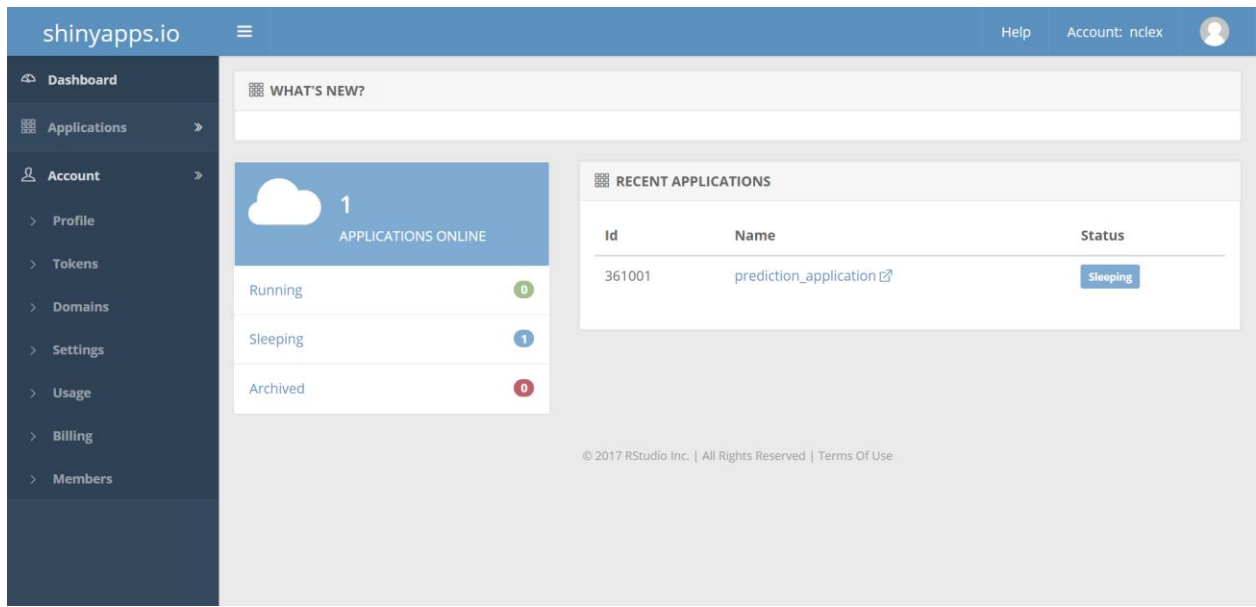 shinyapps.io
Help
Account: nclex
Dashboard
Applications
Account
Profile
Tokens
Domains
Settings
Usage
Billing
Members
WHAT'S NEW?
1
APPLICATIONS ONLINE
Running 0
Sleeping 1
Archived 0
RECENT APPLICATIONS
Id Name Status
361001 prediction_application Sleeping
© 2017 RStudio Inc. | All Rights Reserved | Terms Of Use